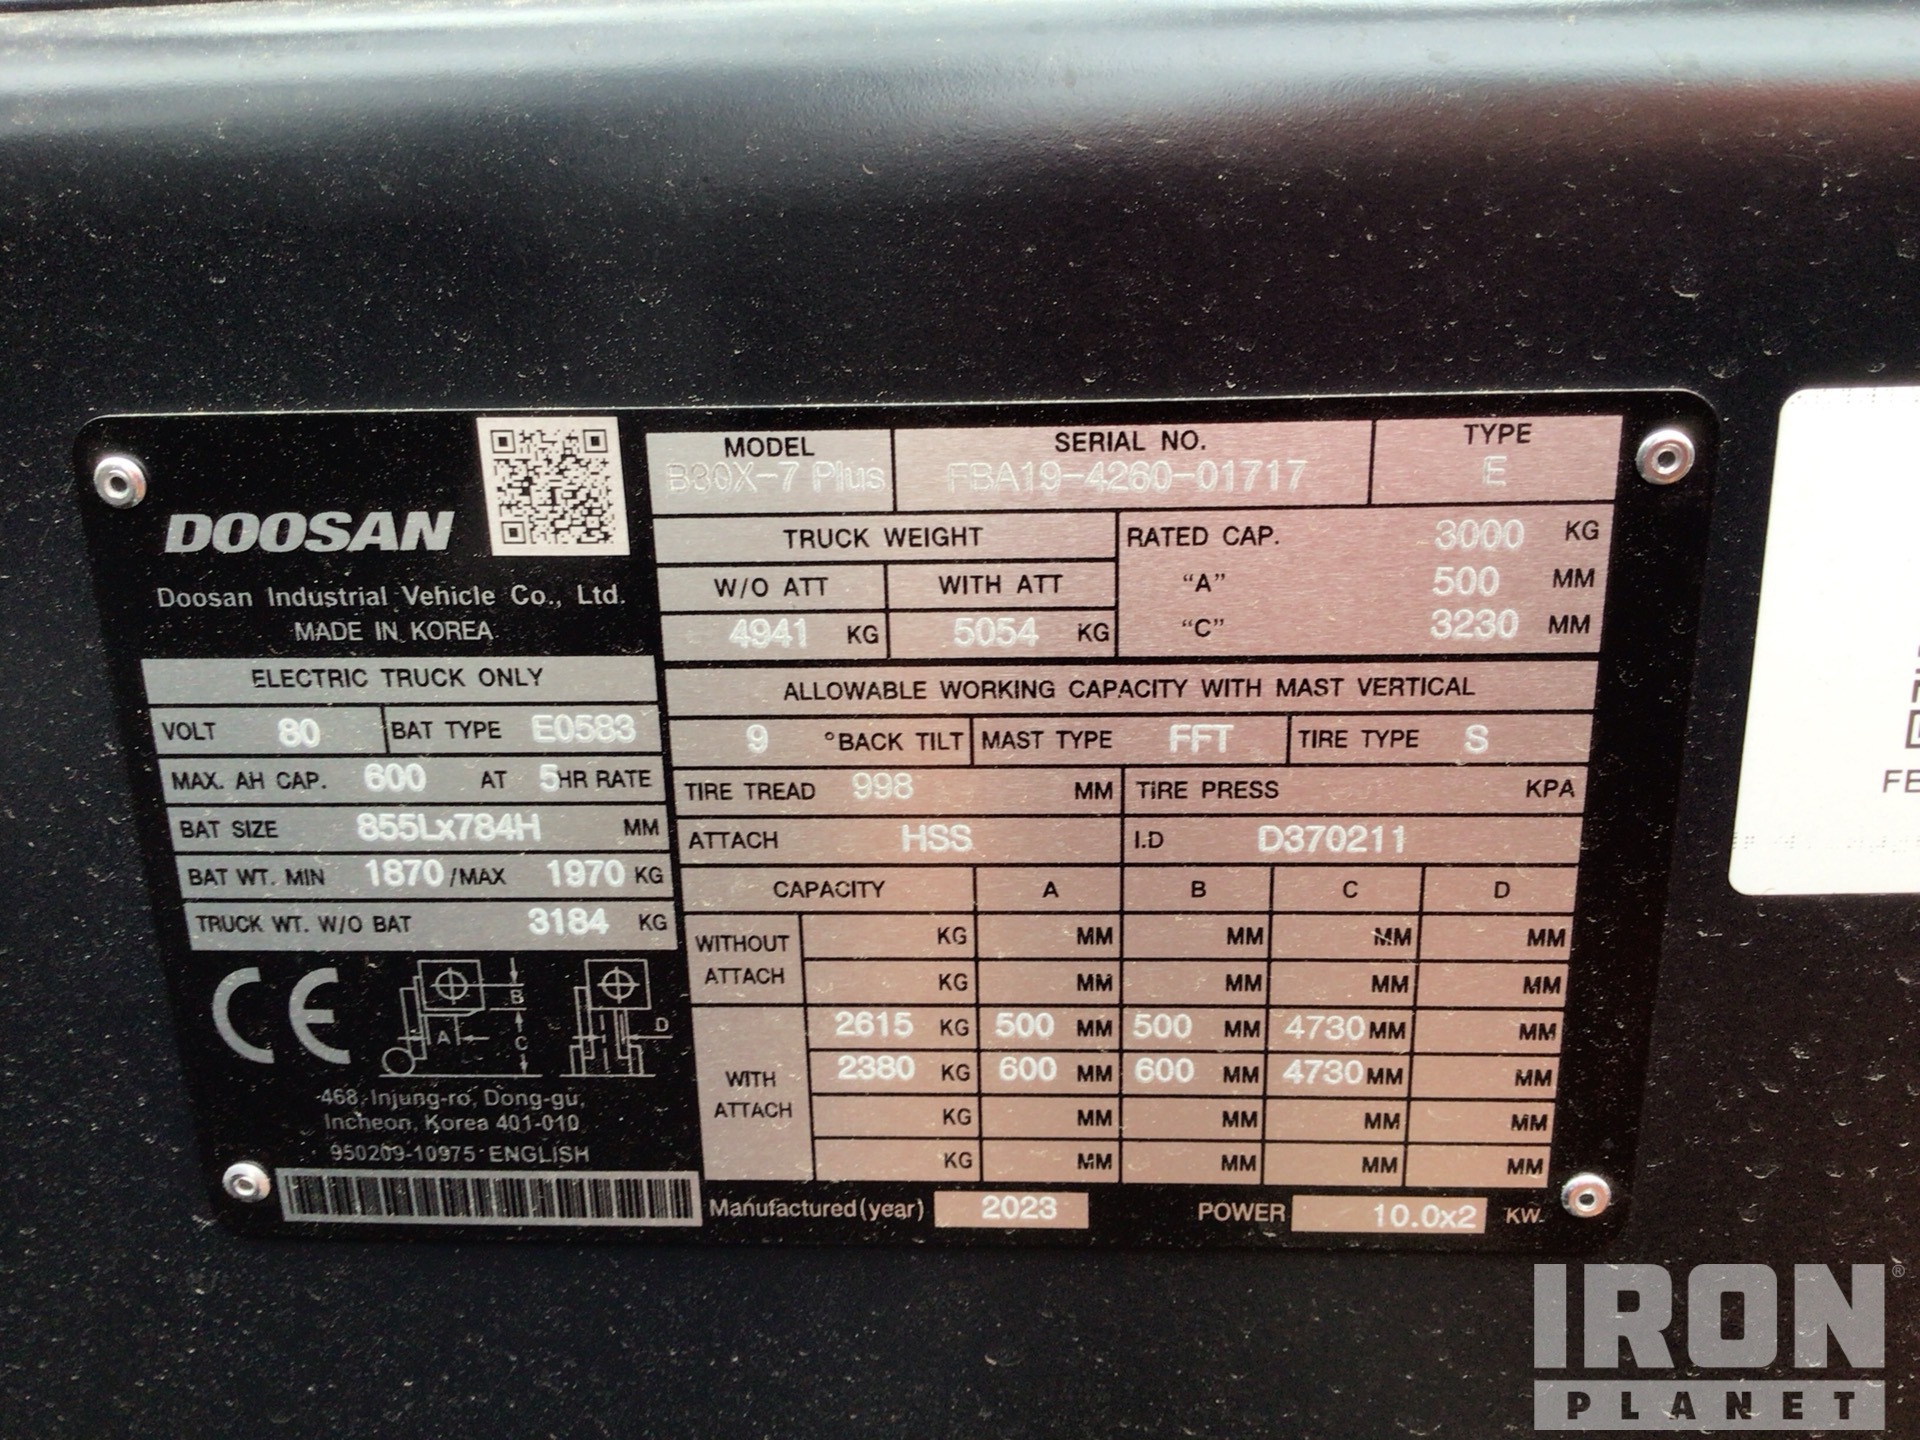 DOOSAN
Doosan Industrial Vehicle Co., Ltd.
MADE IN KOREA
MODEL SERIAL NO. TYPE
B30X-7 Plus FBA19-4260-01717 E
TRUCK WEIGHT
W/O ATT WITH ATT
4941 KG 5054 KG
RATED CAP. 3000 KG
"A" 500 MM
"C" 3230 MM
ELECTRIC TRUCK ONLY
VOLT 80 BAT TYPE E0583
MAX. AH CAP. 600 AT 5HR RATE
BAT SIZE 855Lx784H MM
BAT WT. MIN 1870 /MAX 1970 KG
TRUCK WT. W/O BAT 3184 KG
ALLOWABLE WORKING CAPACITY WITH MAST VERTICAL
9 °BACK TILT MAST TYPE FFT TIRE TYPE S
TIRE TREAD 998 MM TIRE PRESS KPA
ATTACH HSS I.D D370211
CAPACITY A B C D
WITHOUT ATTACH
KG MM MM MM MM
KG MM MM MM MM
WITH ATTACH
2615 KG 500 MM 500 MM 4730 MM MM
2380 KG 600 MM 600 MM 4730 MM MM
KG MM MM MM MM
KG MM MM MM MM
CE
A B C D
468, Injung-ro, Dong-gu,
Incheon, Korea 401-010
950209-10975 ENGLISH
Manufactured (year) 2023 POWER 10.0x2 KW
FB
IRON ®
PLANET